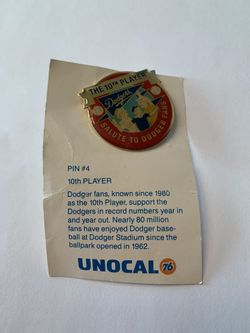 THE 10TH PLAYER
Dodgers
SALUTE TO DODGER FANS
PIN #4
10th PLAYER
Dodger fans, known since 1980
as the 10th Player, support the
Dodgers in record numbers year in
and year out. Nearly 80 million
fans have enjoyed Dodger base-
ball at Dodger Stadium since the
ballpark opened in 1962.
UNOCAL 76